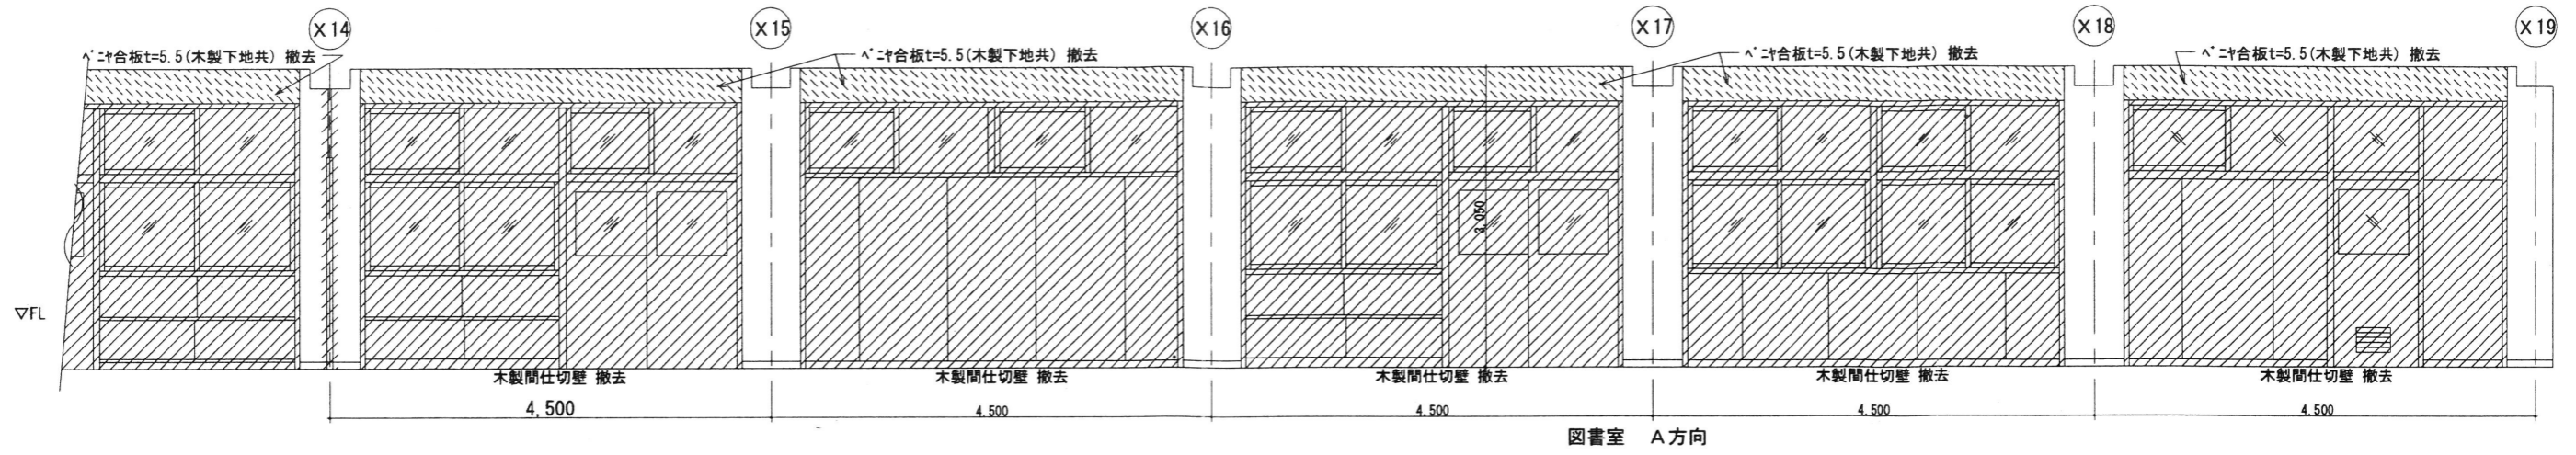 X14
X15
X16
X17
X18
X19
ﾍﾞﾆﾔ合板t=5.5(木製下地共) 撤去
ﾍﾞﾆﾔ合板t=5.5(木製下地共) 撤去
ﾍﾞﾆﾔ合板t=5.5(木製下地共) 撤去
ﾍﾞﾆﾔ合板t=5.5(木製下地共) 撤去
3,050
▽FL
木製間仕切壁 撤去
木製間仕切壁 撤去
木製間仕切壁 撤去
木製間仕切壁 撤去
木製間仕切壁 撤去
4,500
4,500
4,500
4,500
4,500
図書室 A方向